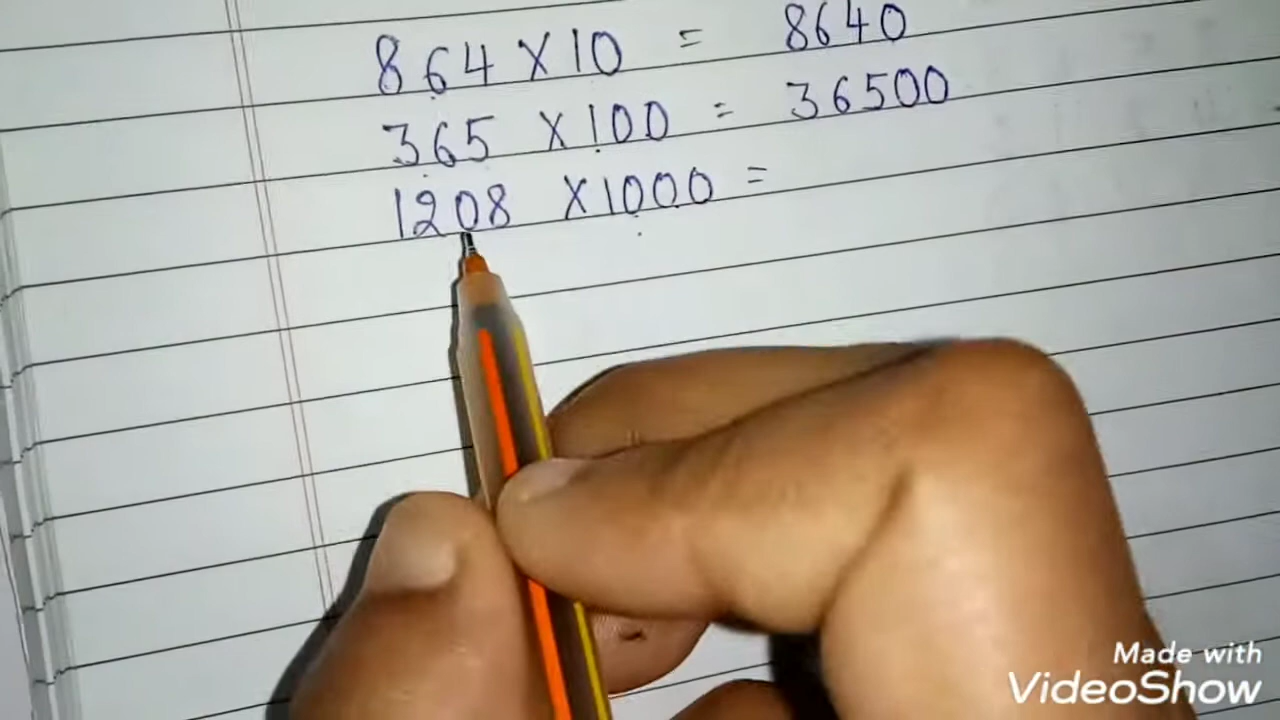 864 X 10 = 8640
365 X 100 = 36500
1208 X 1000 =
Made with
VideoShow